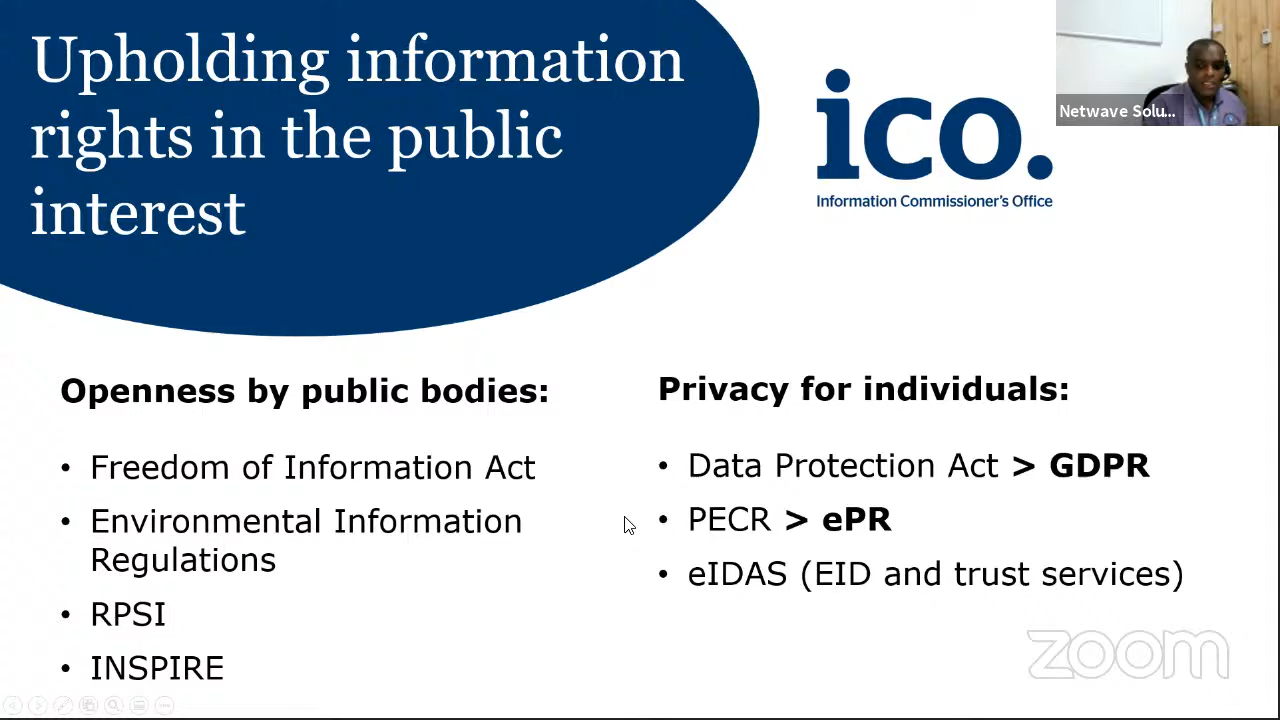 Upholding information
rights in the public
interest
ico.
Information Commissioner's Office
Netwave Solu...
Openness by public bodies:
• Freedom of Information Act
• Environmental Information
Regulations
• RPSI
• INSPIRE
Privacy for individuals:
• Data Protection Act > GDPR
• PECR > ePR
• eIDAS (EID and trust services)
zoom